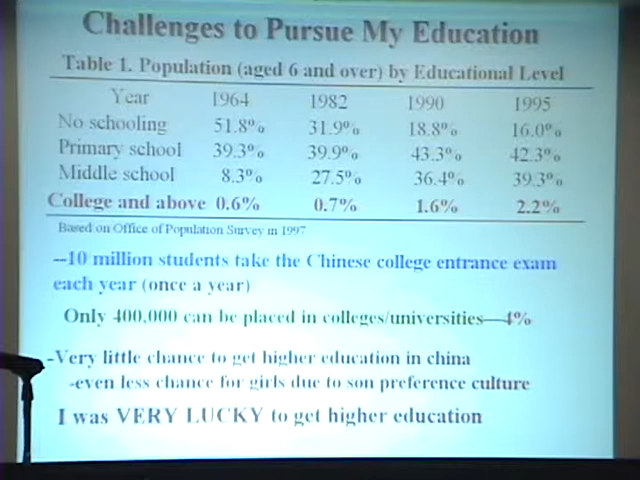 Challenges to Pursue My Education
Table 1. Population (aged 6 and over) by Educational Level
Year 1964 1982 1990 1995
No schooling 51.8% 31.9% 18.8% 16.0%
Primary school 39.3% 39.9% 43.3% 42.3%
Middle school 8.3% 27.5% 36.4% 39.3%
College and above 0.6% 0.7% 1.6% 2.2%
Based on Office of Population Survey in 1997
--10 million students take the Chinese college entrance exam
each year (once a year)
Only 400,000 can be placed in colleges/universities—4%
-Very little chance to get higher education in china
-even less chance for girls due to son preference culture
I was VERY LUCKY to get higher education